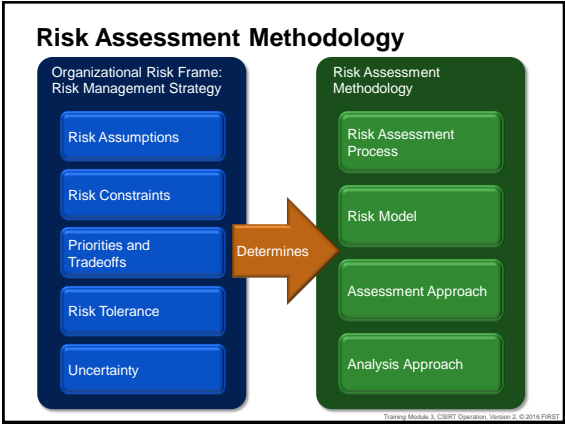 Risk Assessment Methodology
Organizational Risk Frame:
Risk Management Strategy
Risk Assumptions
Risk Constraints
Priorities and
Tradeoffs
Risk Tolerance
Uncertainty
Determines
Risk Assessment
Methodology
Risk Assessment
Process
Risk Model
Assessment Approach
Analysis Approach
Training Module 3, CSIRT Operation, Version 2, © 2016 FIRST